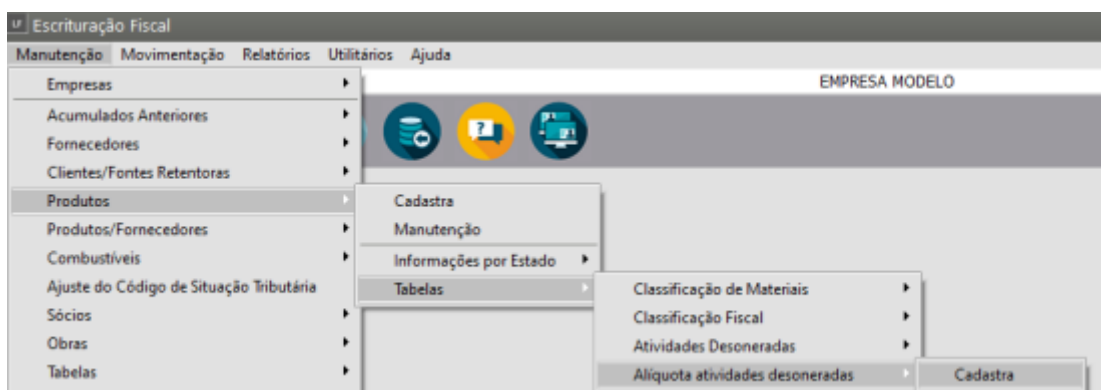 LF Escrituração Fiscal
Manutenção Movimentação Relatórios Utilitários Ajuda
EMPRESA MODELO
Empresas
Acumulados Anteriores
Fornecedores
Clientes/Fontes Retentoras
Produtos
Produtos/Fornecedores
Combustíveis
Ajuste do Código de Situação Tributária
Sócios
Obras
Tabelas
Cadastra
Manutenção
Informações por Estado
Tabelas
Classificação de Materiais
Classificação Fiscal
Atividades Desoneradas
Alíquota atividades desoneradas
Cadastra